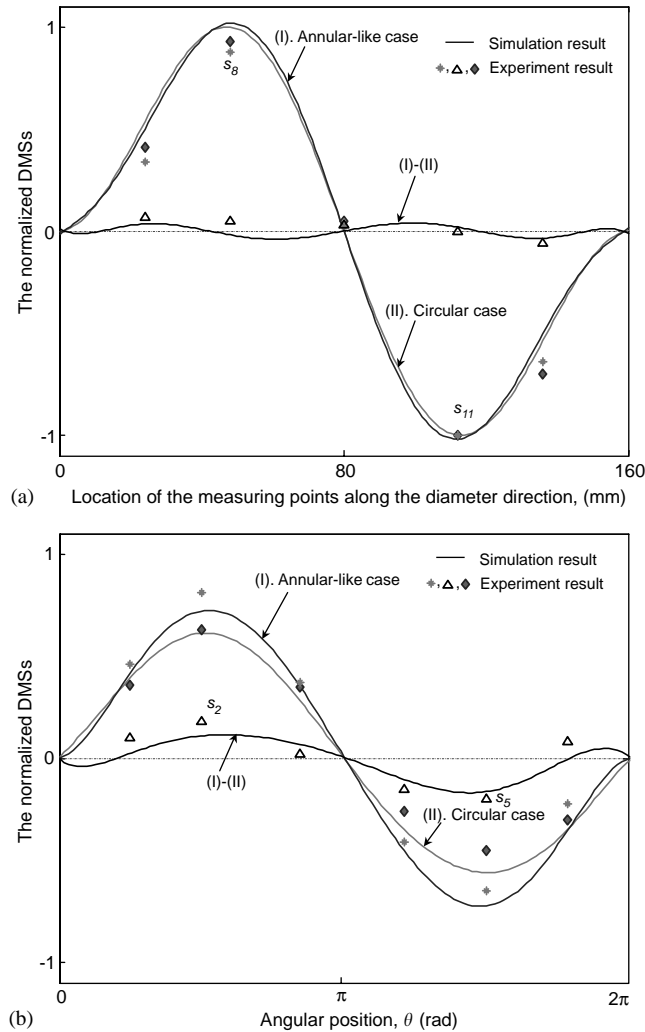 1
(I). Annular-like case
Simulation result
, , Experiment result
s8
(I)-(II)
The normalized DMSs
0
(II). Circular case
s11
-1
0 80 160
(a) Location of the measuring points along the diameter direction, (mm)
1
(I). Annular-like case
Simulation result
, , Experiment result
s2
The normalized DMSs
0
(I)-(II)
s5
(II). Circular case
-1
0 π 2π
(b) Angular position, θ (rad)